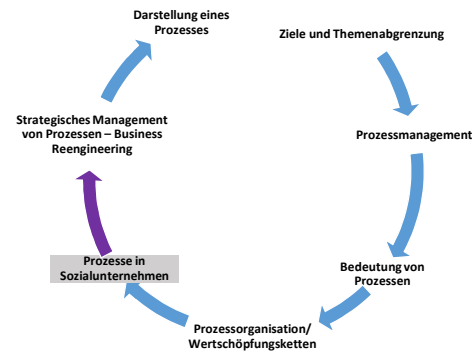 Darstellung eines
Prozesses
Ziele und Themenabgrenzung
Strategisches Management
von Prozessen – Business
Reengineering
Prozessmanagement
Prozesse in
Sozialunternehmen
Bedeutung von
Prozessen
Prozessorganisation/
Wertschöpfungsketten